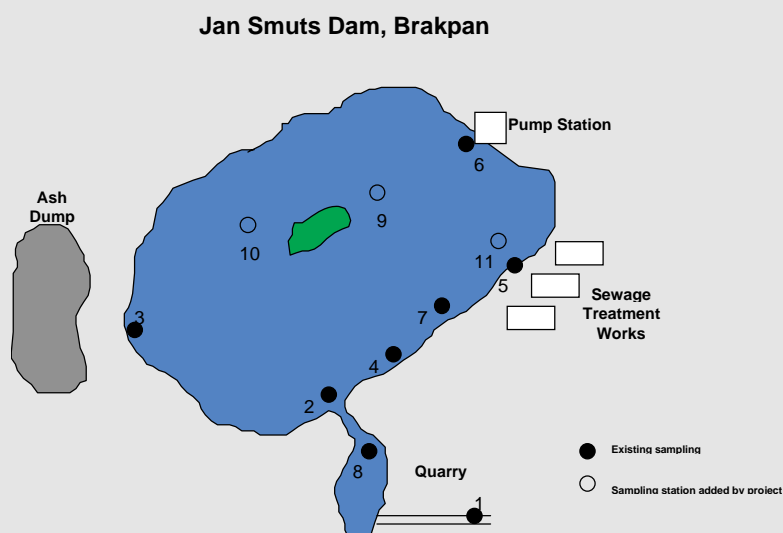 Jan Smuts Dam, Brakpan
Pump Station
6
Ash
Dump
9
10
11
5
Sewage
Treatment
Works
7
3
4
2
Existing sampling
8
Quarry
Sampling station added by project
1